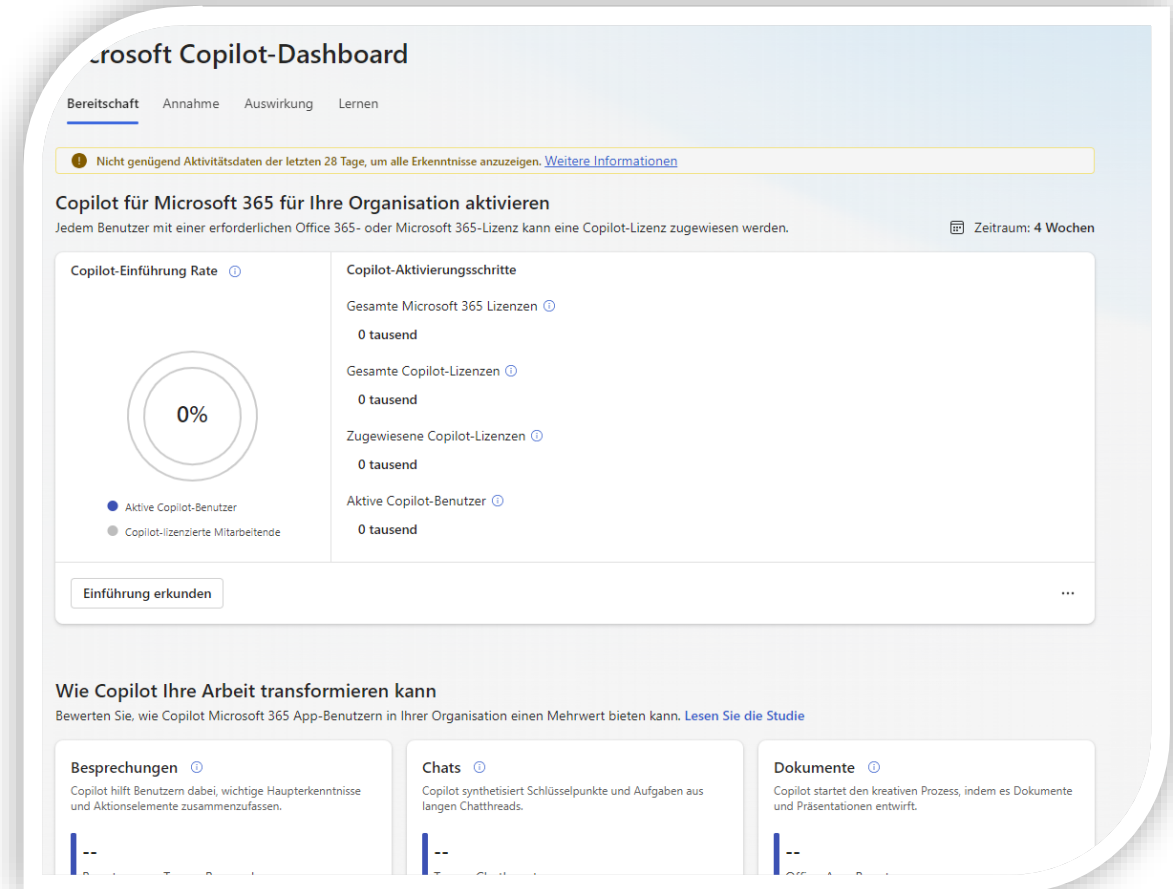 Copilot-Dashboard
Bereitschaft Annahme Auswirkung Lernen
Nicht genügend Aktivitätsdaten der letzten 28 Tage, um alle Erkenntnisse anzuzeigen. Weitere Informationen
Copilot für Microsoft 365 für Ihre Organisation aktivieren
Jedem Benutzer mit einer erforderlichen Office 365- oder Microsoft 365-Lizenz kann eine Copilot-Lizenz zugewiesen werden.
Zeitraum: 4 Wochen
Copilot-Einführung Rate
0%
Aktive Copilot-Benutzer
Copilot-lizenzierte Mitarbeitende
Copilot-Aktivierungsschritte
Gesamte Microsoft 365 Lizenzen
0 tausend
Gesamte Copilot-Lizenzen
0 tausend
Zugewiesene Copilot-Lizenzen
0 tausend
Aktive Copilot-Benutzer
0 tausend
Einführung erkunden
...
Wie Copilot Ihre Arbeit transformieren kann
Bewerten Sie, wie Copilot Microsoft 365 App-Benutzern in Ihrer Organisation einen Mehrwert bieten kann. Lesen Sie die Studie
Besprechungen
Copilot hilft Benutzern dabei, wichtige Haupterkenntnisse
und Aktionselemente zusammenzufassen.
--
Chats
Copilot synthetisiert Schlüsselpunkte und Aufgaben aus
langen Chatthreads.
--
Dokumente
Copilot startet den kreativen Prozess, indem es Dokumente
und Präsentationen entwirft.
--